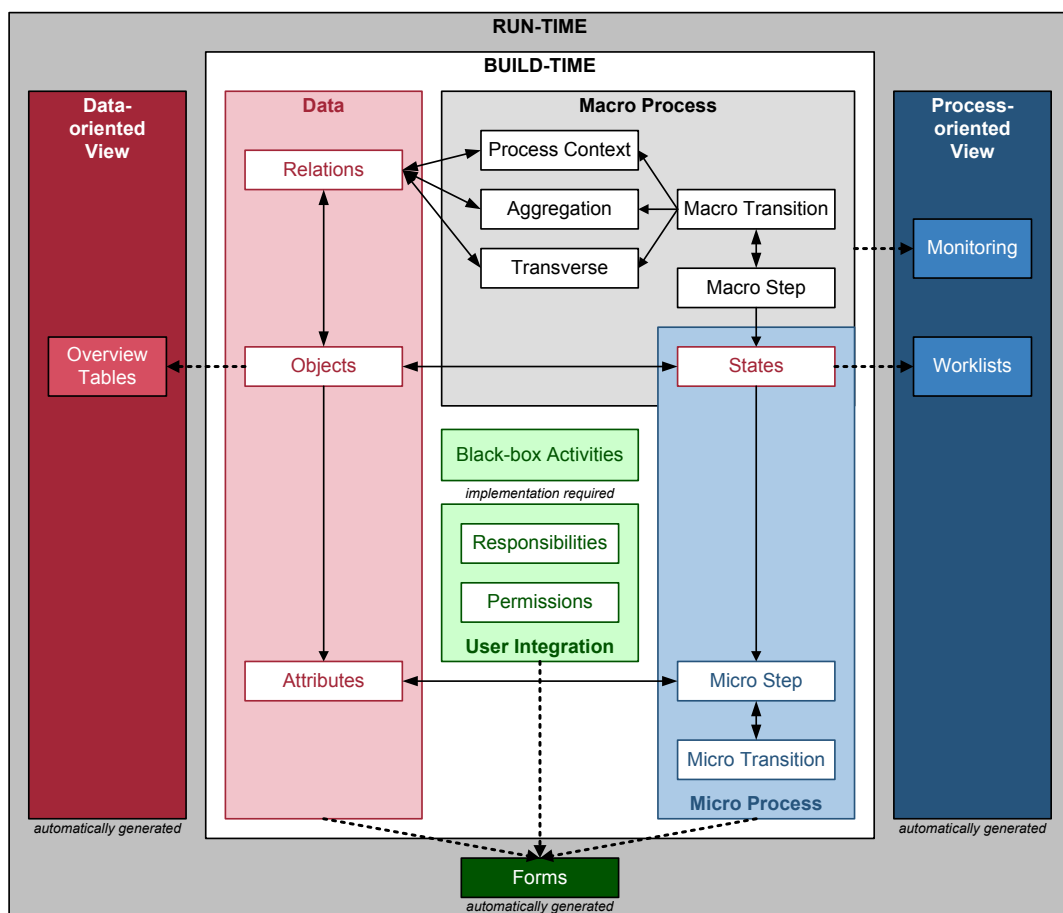 RUN-TIME
BUILD-TIME
Data-
oriented
View
Overview
Tables
automatically generated
Data
Relations
Objects
Attributes
Macro Process
Process Context
Aggregation
Transverse
Macro Transition
Macro Step
States
Black-box Activities
implementation required
Responsibilities
Permissions
User Integration
Micro Step
Micro Transition
Micro Process
Process-
oriented
View
Monitoring
Worklists
automatically generated
Forms
automatically generated